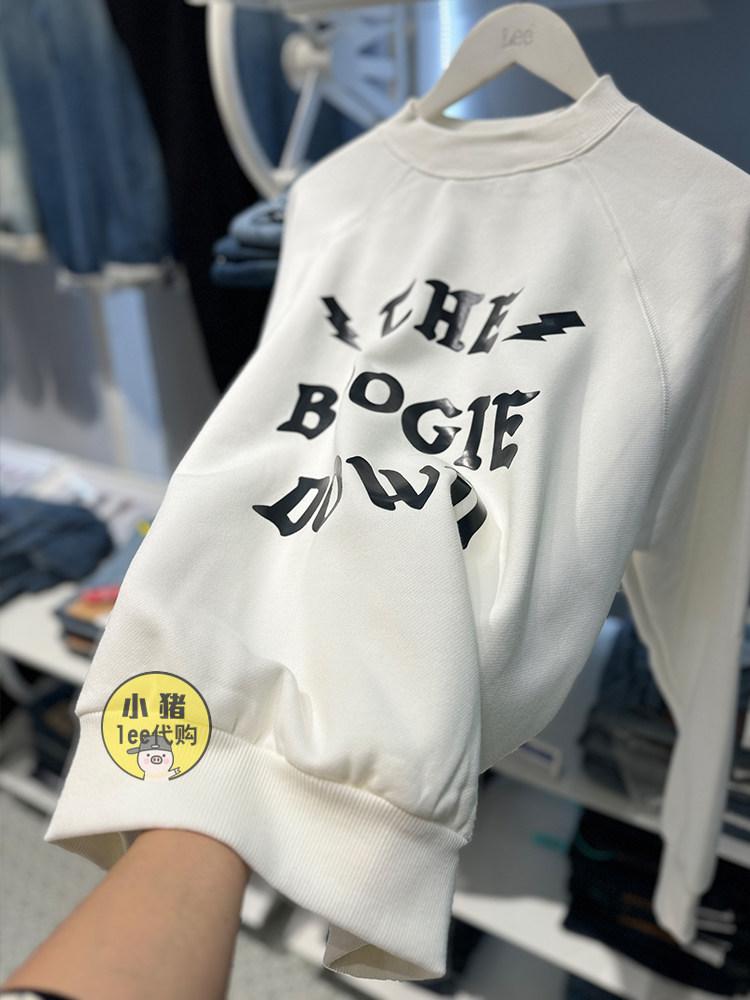 Lee
THE
BOGIE
DOWN
小猪
lee代购